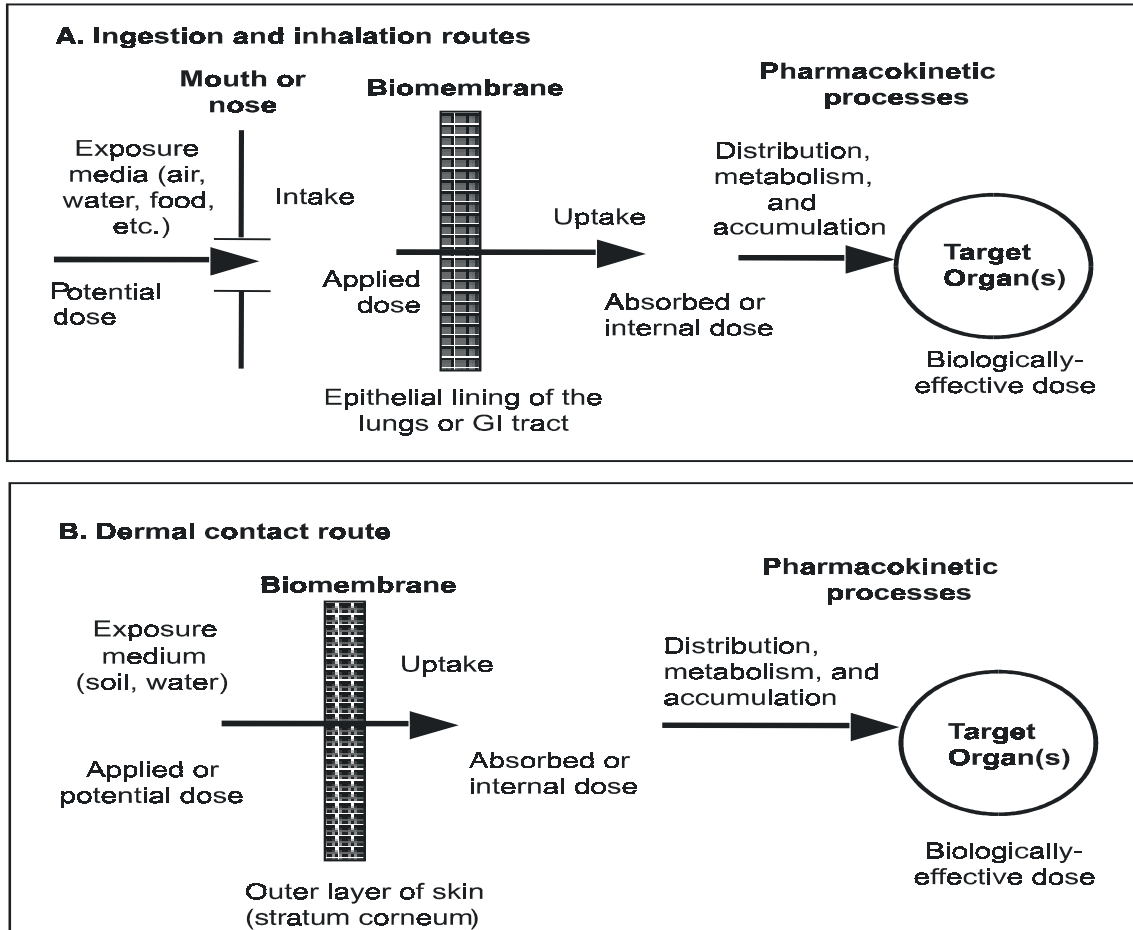 A. Ingestion and inhalation routes
Mouth or
nose
Biomembrane
Pharmacokinetic
processes
Exposure
media (air,
water, food,
etc.)
Intake
Potential
dose
Applied
dose
Uptake
Absorbed or
internal dose
Distribution,
metabolism,
and
accumulation
Target
Organ(s)
Biologically-
effective dose
Epithelial lining of the
lungs or GI tract
B. Dermal contact route
Biomembrane
Pharmacokinetic
processes
Exposure
medium
(soil, water)
Uptake
Applied or
potential dose
Absorbed or
internal dose
Distribution,
metabolism, and
accumulation
Target
Organ(s)
Biologically-
effective dose
Outer layer of skin
(stratum corneum)